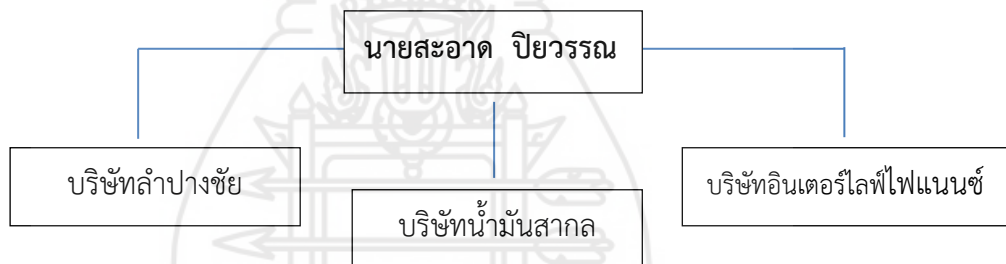 นายสะอาด ปิยวรรณ
บริษัทลำปางชัย
บริษัทน้ำมันสากล
บริษัทอินเตอร์ไลฟ์ไฟแนนซ์